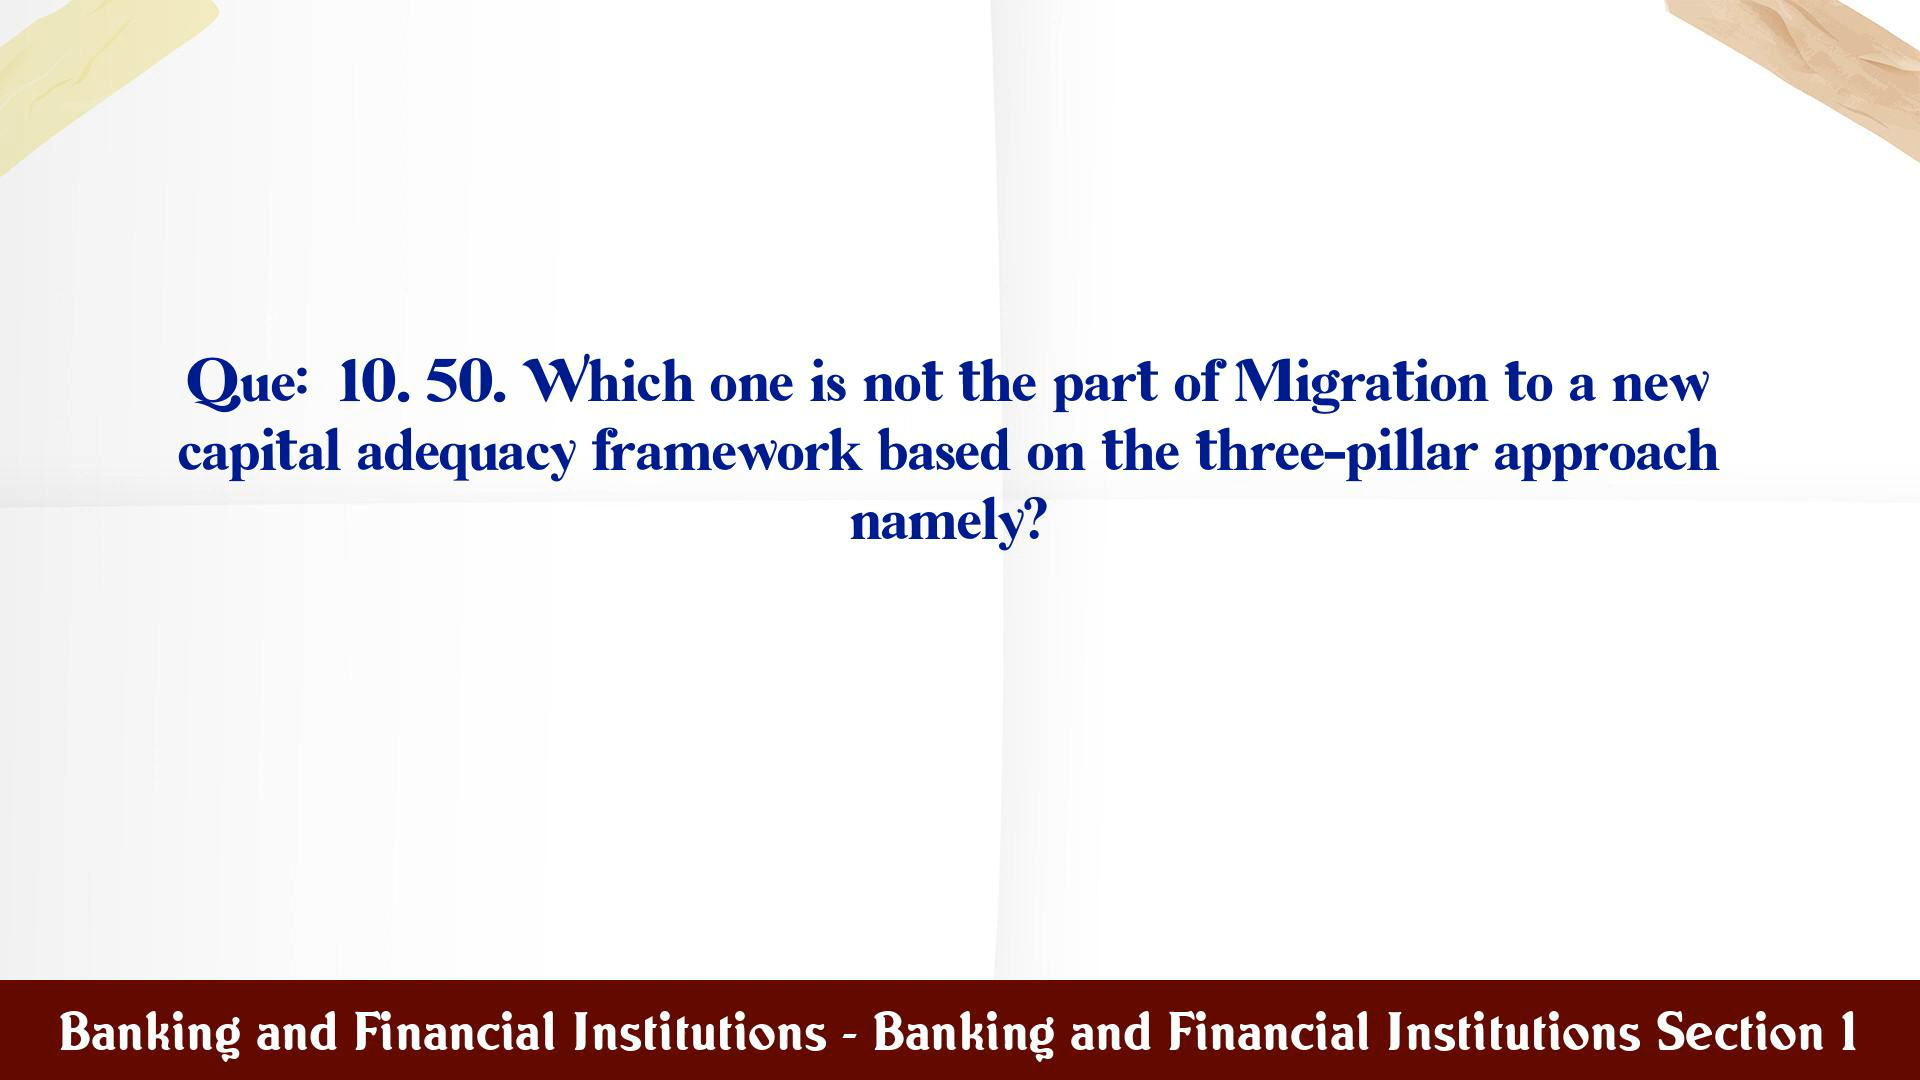 Que: 10. 50. Which one is not the part of Migration to a new
capital adequacy framework based on the three-pillar approach
namely?
Banking and Financial Institutions - Banking and Financial Institutions Section 1